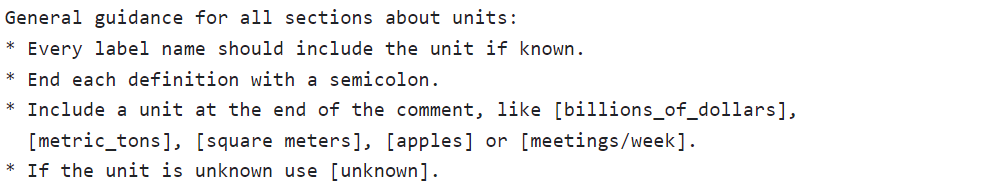 General guidance for all sections about units:
* Every label name should include the unit if known.
* End each definition with a semicolon.
* Include a unit at the end of the comment, like [billions_of_dollars],
  [metric_tons], [square meters], [apples] or [meetings/week].
* If the unit is unknown use [unknown].